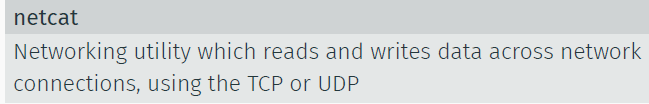 netcat
Networking utility which reads and writes data across network
connections, using the TCP or UDP